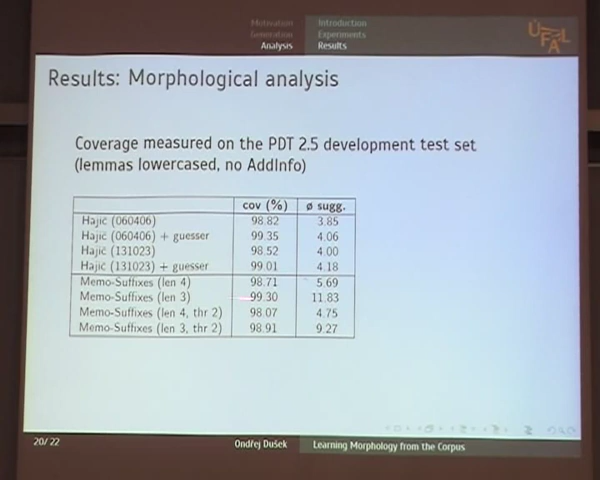 Motivation
Generation
Analysis
Introduction
Experiments
Results
ÚFAL
Results: Morphological analysis
Coverage measured on the PDT 2.5 development test set
(lemmas lowercased, no AddInfo)
cov (%) ø sugg.
Hajič (060406) 98.82 3.85
Hajič (060406) + guesser 99.35 4.06
Hajič (131023) 98.52 4.00
Hajič (131023) + guesser 99.01 4.18
Memo-Suffixes (len 4) 98.71 5.69
Memo-Suffixes (len 3) 99.30 11.83
Memo-Suffixes (len 4, thr 2) 98.07 4.75
Memo-Suffixes (len 3, thr 2) 98.91 9.27
20/ 22 Ondřej Dušek Learning Morphology from the Corpus